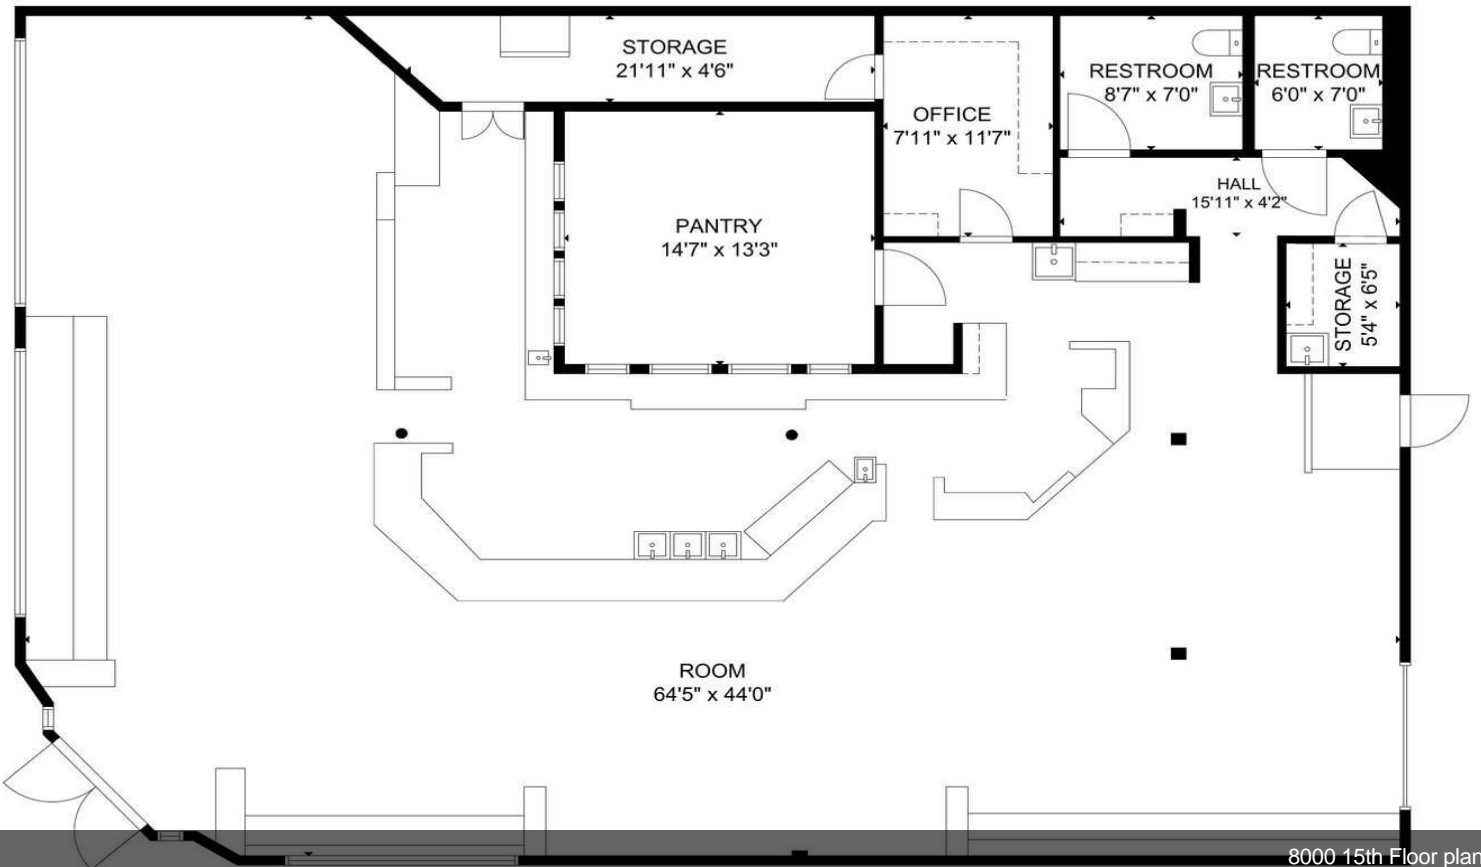 STORAGE
21'11" x 4'6"
RESTROOM
8'7" x 7'0"
RESTROOM
6'0" x 7'0"
OFFICE
7'11" x 11'7"
HALL
15'11" x 4'2"
PANTRY
14'7" x 13'3"
STORAGE
5'4" x 6'5"
ROOM
64'5" x 44'0"
8000 15th Floor plan